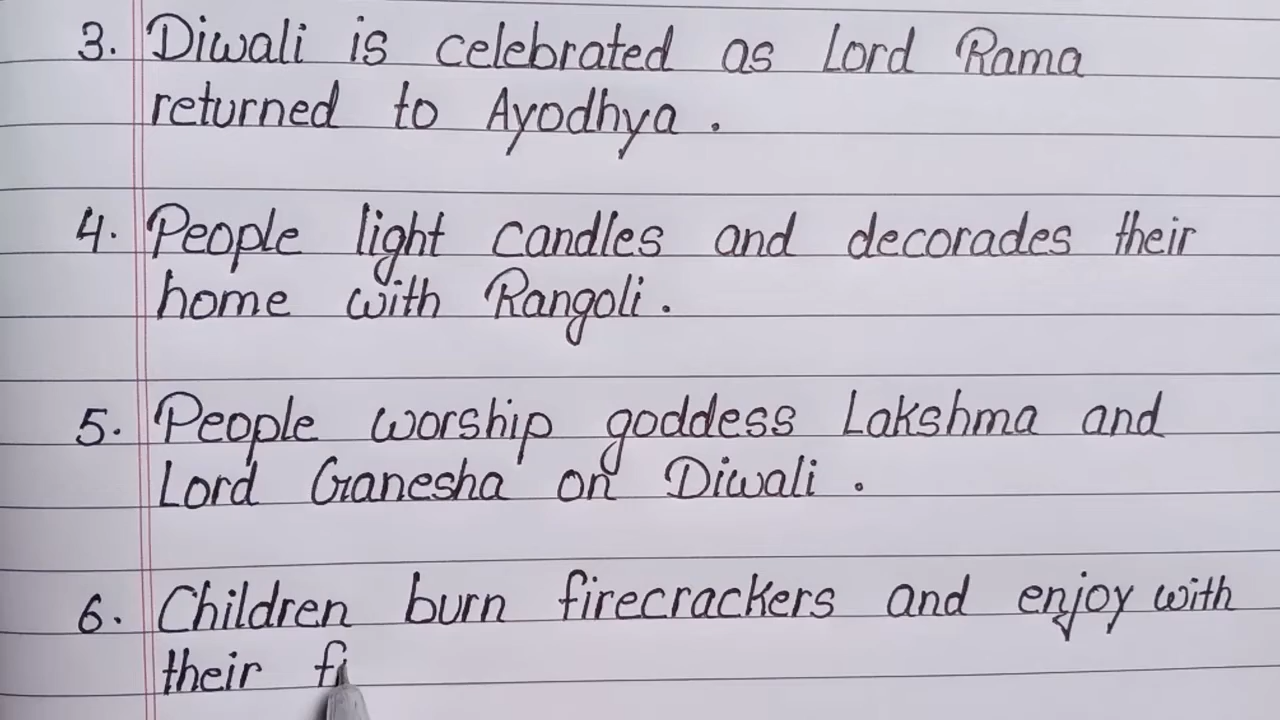 3. Diwali is celebrated as Lord Rama
returned to Ayodhya.
4. People light candles and decorades their
home with Rangoli.
5. People worship goddess Lakshma and
Lord Ganesha on Diwali.
6. Children burn firecrackers and enjoy with
their